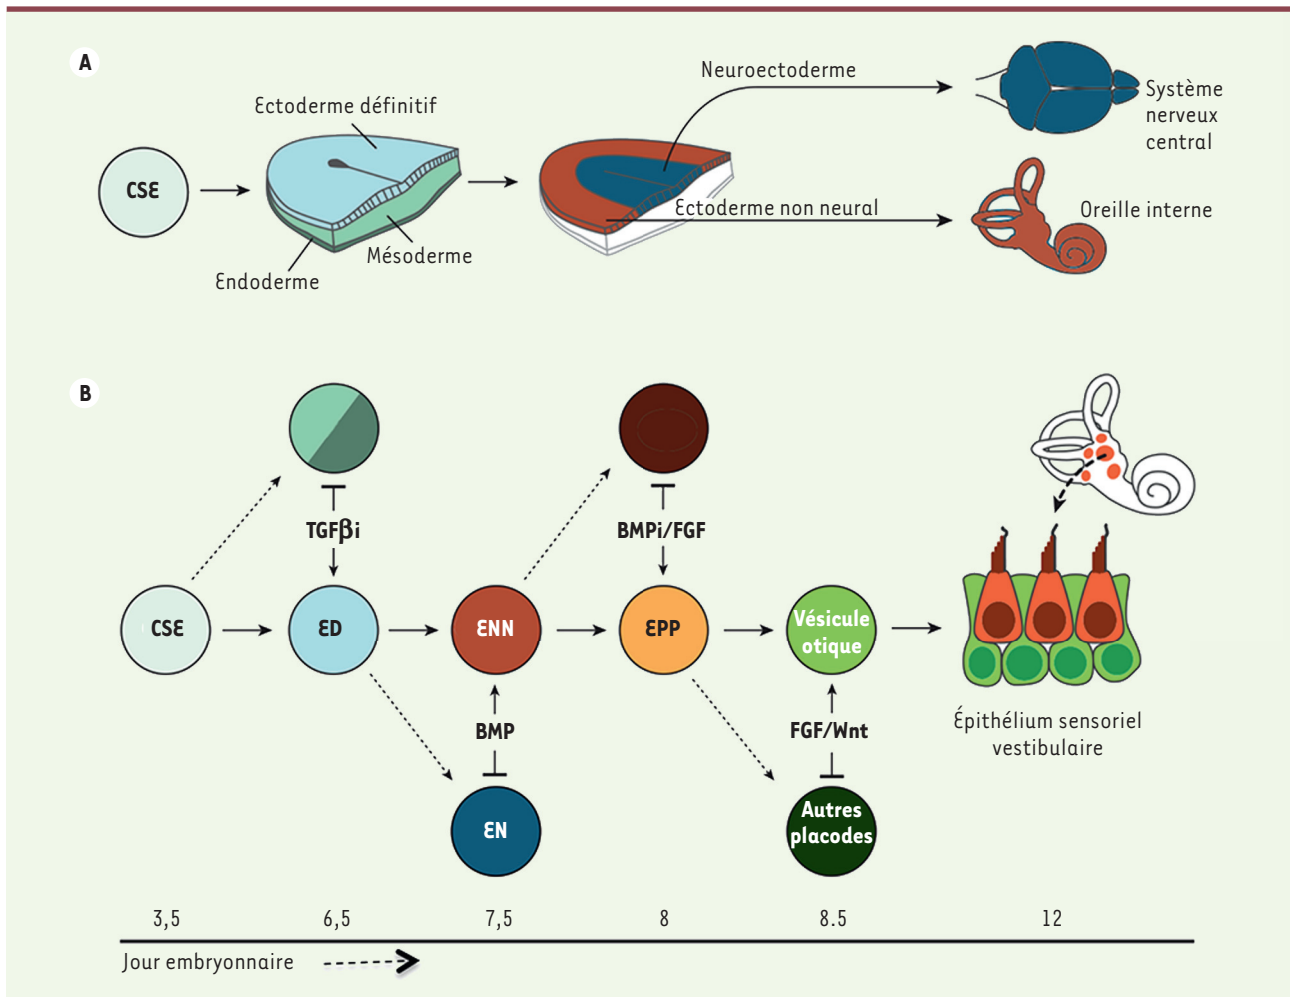 A
Neuroectoderme
Système
nerveux
central
Ectoderme définitif
CSE
Ectoderme non neural
Oreille interne
Mésoderme
Endoderme
B
TGFβi
BMPi/FGF
CSE
ED
ENN
EPP
Vésicule
otique
BMP
FGF/Wnt
Épithélium sensoriel
vestibulaire
EN
Autres
placodes
3,5
6,5
7,5
8
8.5
12
Jour embryonnaire